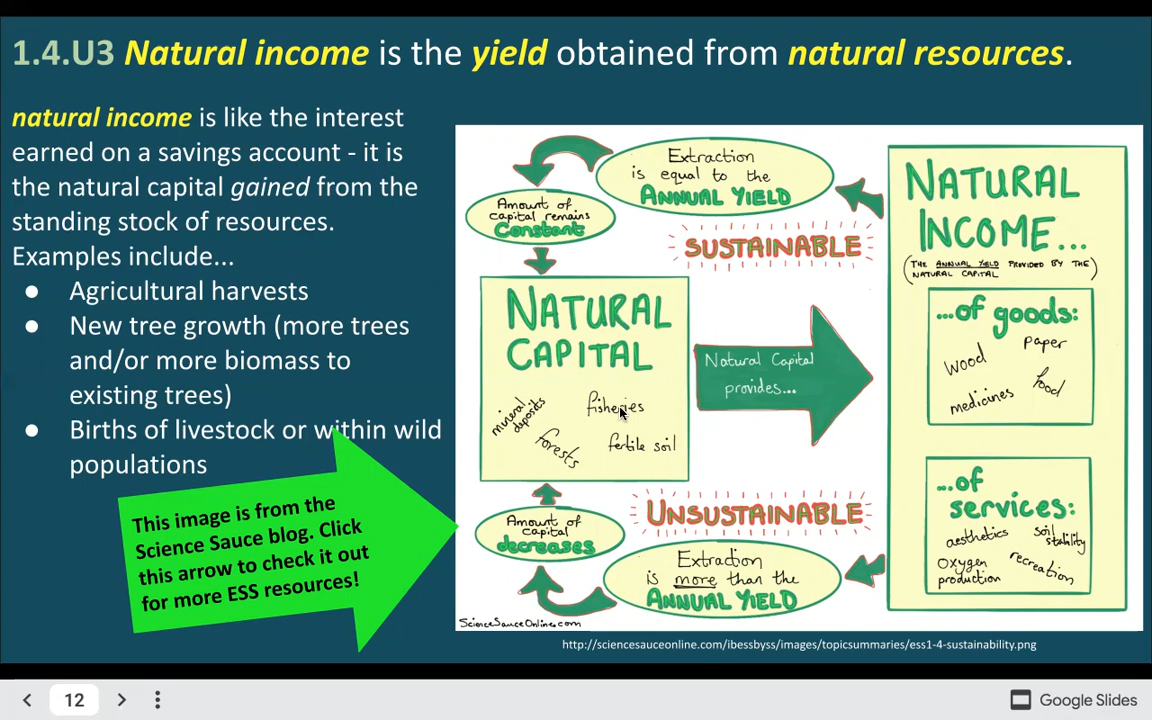 1.4.U3 Natural income is the yield obtained from natural resources.
natural income is like the interest
earned on a savings account - it is
the natural capital gained from the
standing stock of resources.
Examples include...
● Agricultural harvests
● New tree growth (more trees
and/or more biomass to
existing trees)
● Births of livestock or within wild
populations
This image is from the
Science Sauce blog. Click
this arrow to check it out
for more ESS resources!
Extraction
is equal to the
ANNUAL YIELD
Amount of
capital remains
Constant
SUSTAINABLE
NATURAL
CAPITAL
mineral
deposits
fisheries
forests
fertile soil
Natural Capital
provides...
NATURAL
INCOME...
(THE ANNUAL YIELD PROVIDED BY THE
NATURAL CAPITAL)
...of goods:
wood
paper
medicines
food
...of
services:
aesthetics
soil
stability
oxygen
production
recreation
UNSUSTAINABLE
Amount of
capital
decreases
Extraction
is more than the
ANNUAL YIELD
ScienceSauceOnline.com
http://sciencesauceonline.com/ibessbyss/images/topicsummaries/ess1-4-sustainability.png
12
Google Slides